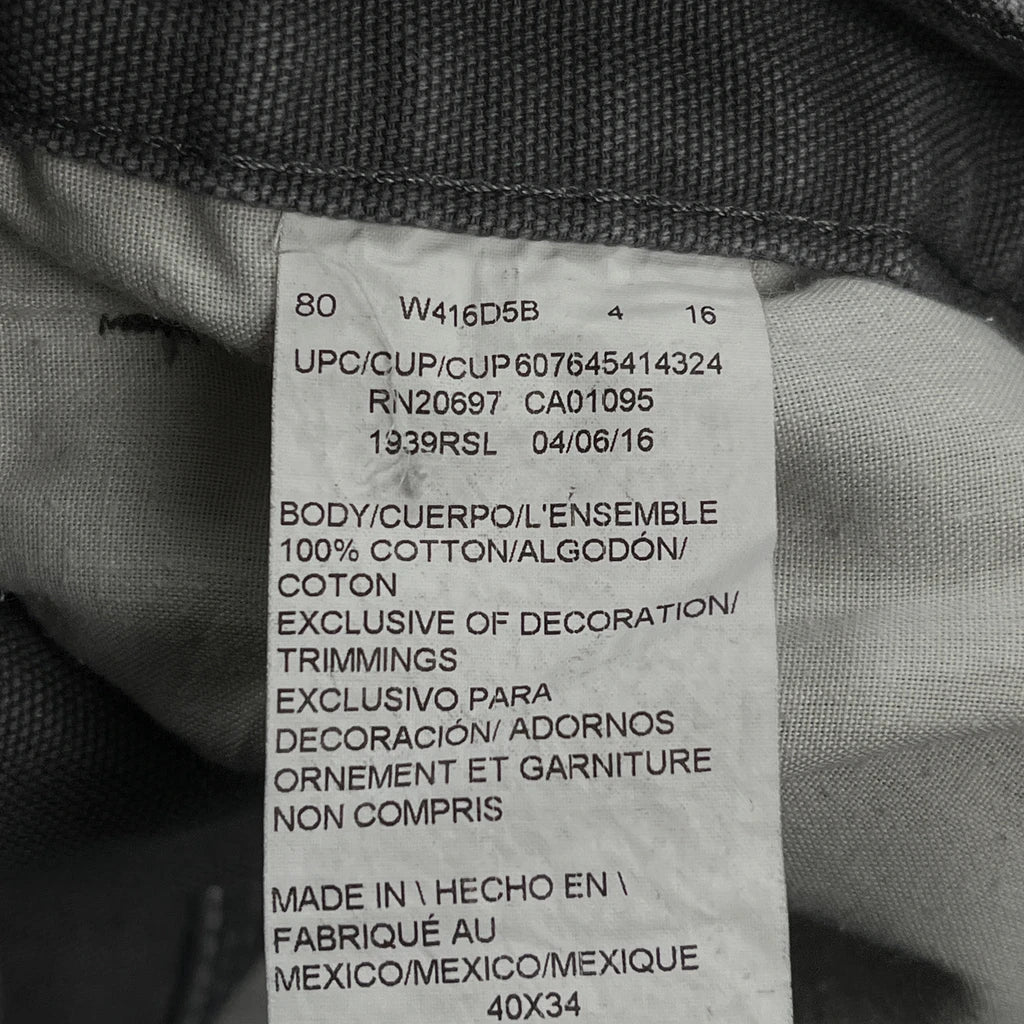 80 W416D5B 4 16
UPC/CUP/CUP607645414324
RN20697 CA01095
1939RSL 04/06/16
BODY/CUERPO/L'ENSEMBLE
100% COTTON/ALGODÓN/
COTON
EXCLUSIVE OF DECORATION/
TRIMMINGS
EXCLUSIVO PARA
DECORACIÓN/ ADORNOS
ORNEMENT ET GARNITURE
NON COMPRIS
MADE IN \ HECHO EN \
FABRIQUÉ AU
MEXICO/MEXICO/MEXIQUE
40X34